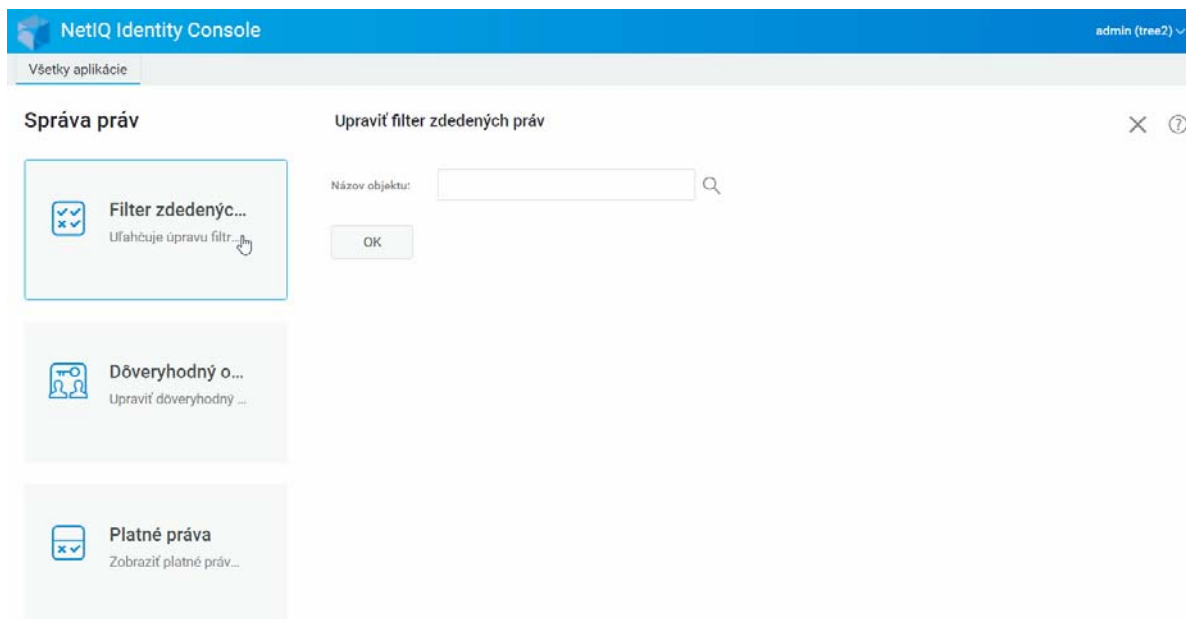 NetIQ Identity Console
admin (tree2)
Všetky aplikácie
Správa práv
Upraviť filter zdedených práv
Filter zdedenýc...
Uľahčuje úpravu filtr...
Názov objektu:
OK
Dôveryhodný o...
Upraviť dôveryhodný ...
Platné práva
Zobraziť platné práv...